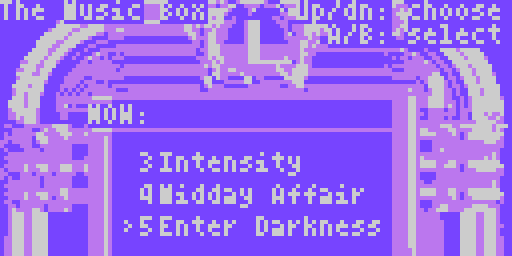 The Music box Up/dn: choose
A/B: select
NOW:
3 Intensity
4 Midday Affair
>5 Enter Darkness